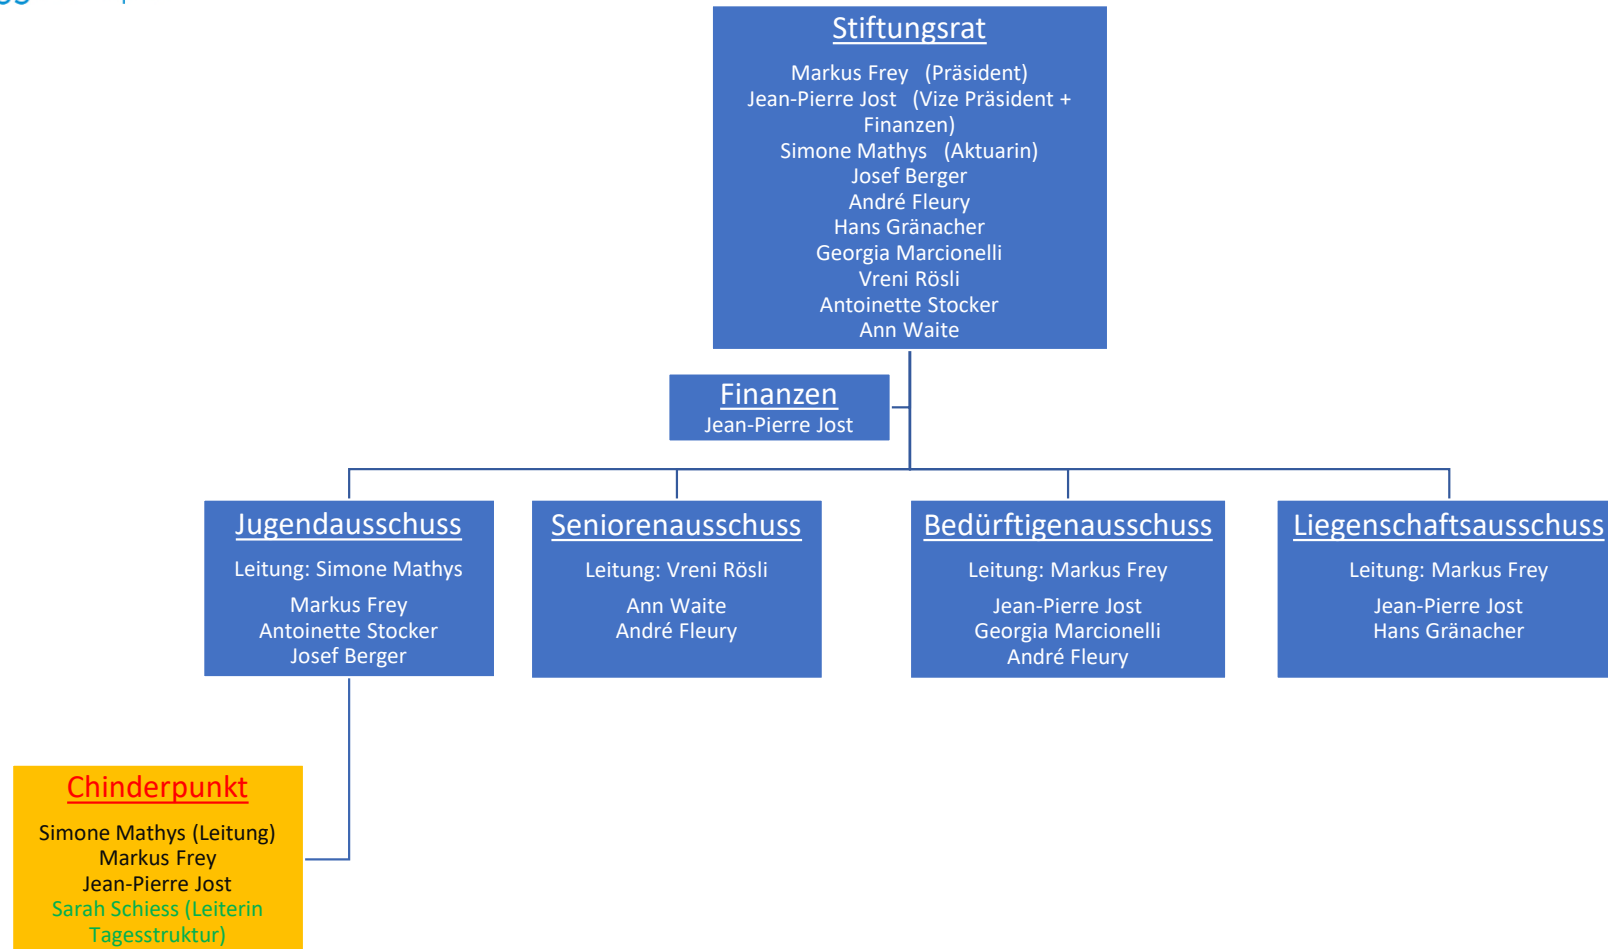 Stiftungsrat
Markus Frey (Präsident)
Jean-Pierre Jost (Vize Präsident +
Finanzen)
Simone Mathys (Aktuarin)
Josef Berger
André Fleury
Hans Gränacher
Georgia Marcionelli
Vreni Rösli
Antoinette Stocker
Ann Waite
Finanzen
Jean-Pierre Jost
Jugendausschuss
Leitung: Simone Mathys
Markus Frey
Antoinette Stocker
Josef Berger
Seniorenausschuss
Leitung: Vreni Rösli
Ann Waite
André Fleury
Bedürftigenausschuss
Leitung: Markus Frey
Jean-Pierre Jost
Georgia Marcionelli
André Fleury
Liegenschaftsausschuss
Leitung: Markus Frey
Jean-Pierre Jost
Hans Gränacher
Chinderpunkt
Simone Mathys (Leitung)
Markus Frey
Jean-Pierre Jost
Sarah Schiess (Leiterin
Tagesstruktur)